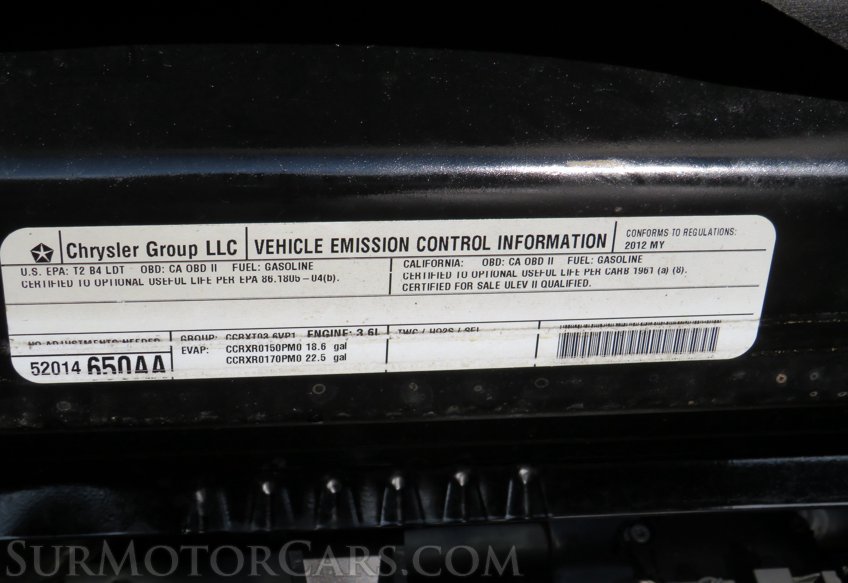 Chrysler Group LLC VEHICLE EMISSION CONTROL INFORMATION
CONFORMS TO REGULATIONS:
2012 MY
U.S. EPA: T2 B4 LDT OBD: CA OBD II FUEL: GASOLINE
CERTIFIED TO OPTIONAL USEFUL LIFE PER EPA 86.1805-04(b).
CALIFORNIA: OBD: CA OBD II FUEL: GASOLINE
CERTIFIED TO OPTIONAL USEFUL LIFE PER CARB 1961 (a) (8).
CERTIFIED FOR SALE ULEV II QUALIFIED.
NO ADJUSTMENTS NEEDED
52014 650AA
GROUP: CCRXT03.6VP1 ENGINE: 3.6L
EVAP: CCRXR0150PM0 18.6 gal
CCRXR0170PM0 22.5 gal
TWC / HO2S / SFI
SURMOTORCARS.COM